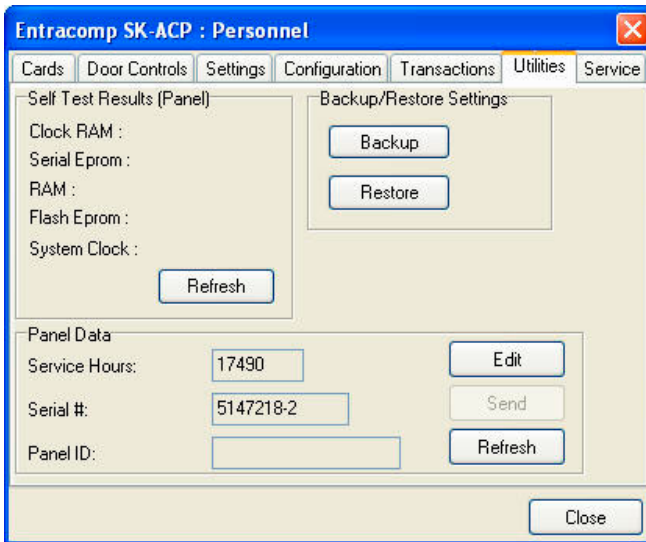 Entracomp SK-ACP : Personnel
Cards Door Controls Settings Configuration Transactions Utilities Service
Self Test Results (Panel)
Clock RAM :
Serial Eprom :
RAM :
Flash Eprom :
System Clock :
Refresh
Backup/Restore Settings
Backup
Restore
Panel Data
Service Hours: 17490 Edit
Serial #: 5147218-2 Send
Panel ID: Refresh
Close